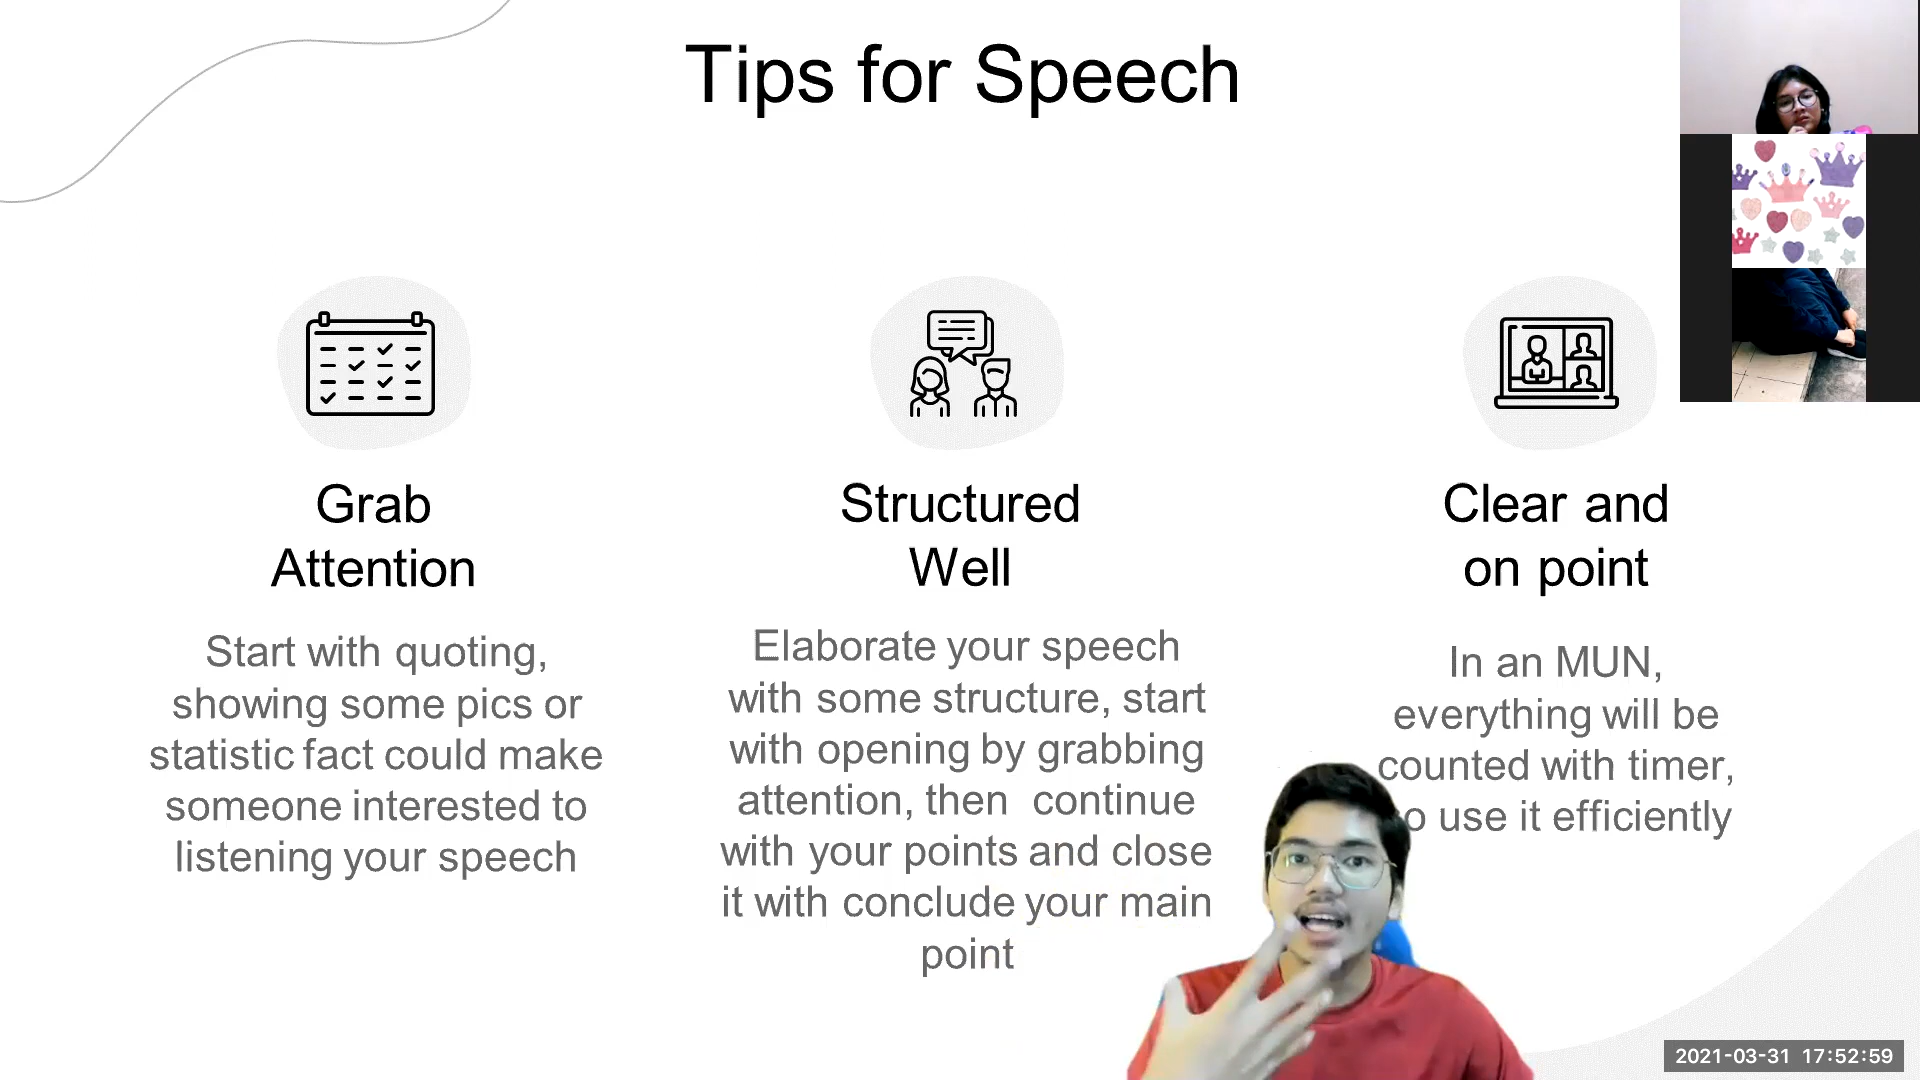 Tips for Speech
Grab
Attention
Start with quoting,
showing some pics or
statistic fact could make
someone interested to
listening your speech
Structured
Well
Elaborate your speech
with some structure, start
with opening by grabbing
attention, then continue
with your points and close
it with conclude your main
point
Clear and
on point
In an MUN,
everything will be
counted with timer,
use it efficiently
2021-03-31 17:52:59